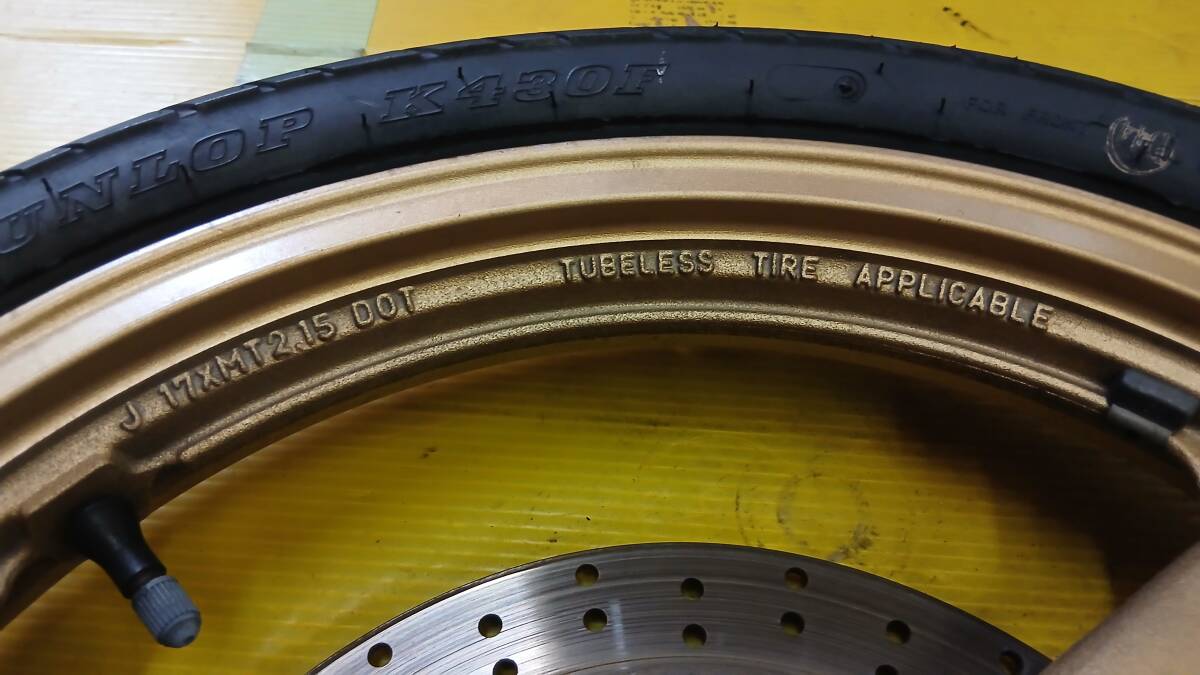 DUNLOP K430F
FOR FRONT
J 17XMT2.15 DOT TUBELESS TIRE APPLICABLE